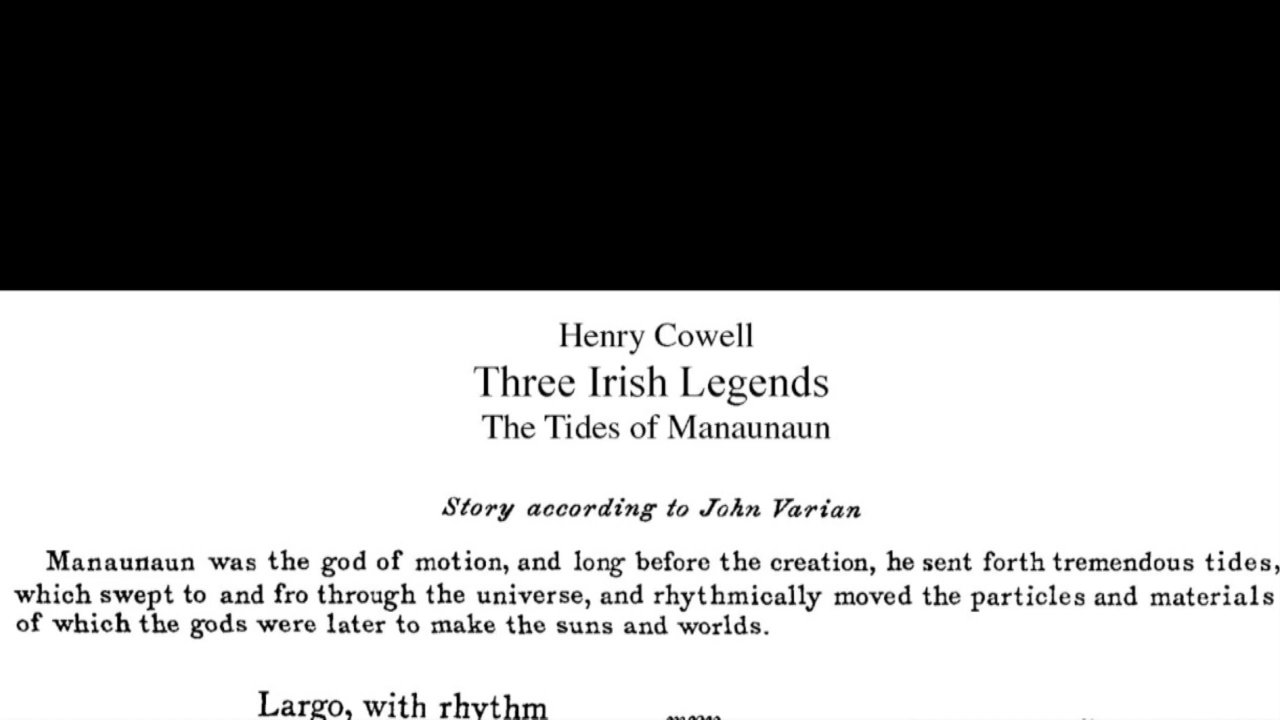 Henry Cowell
Three Irish Legends
The Tides of Manaunaun
Story according to John Varian
Manaunaun was the god of motion, and long before the creation, he sent forth tremendous tides,
which swept to and fro through the universe, and rhythmically moved the particles and materials
of which the gods were later to make the suns and worlds.
Largo, with rhythm